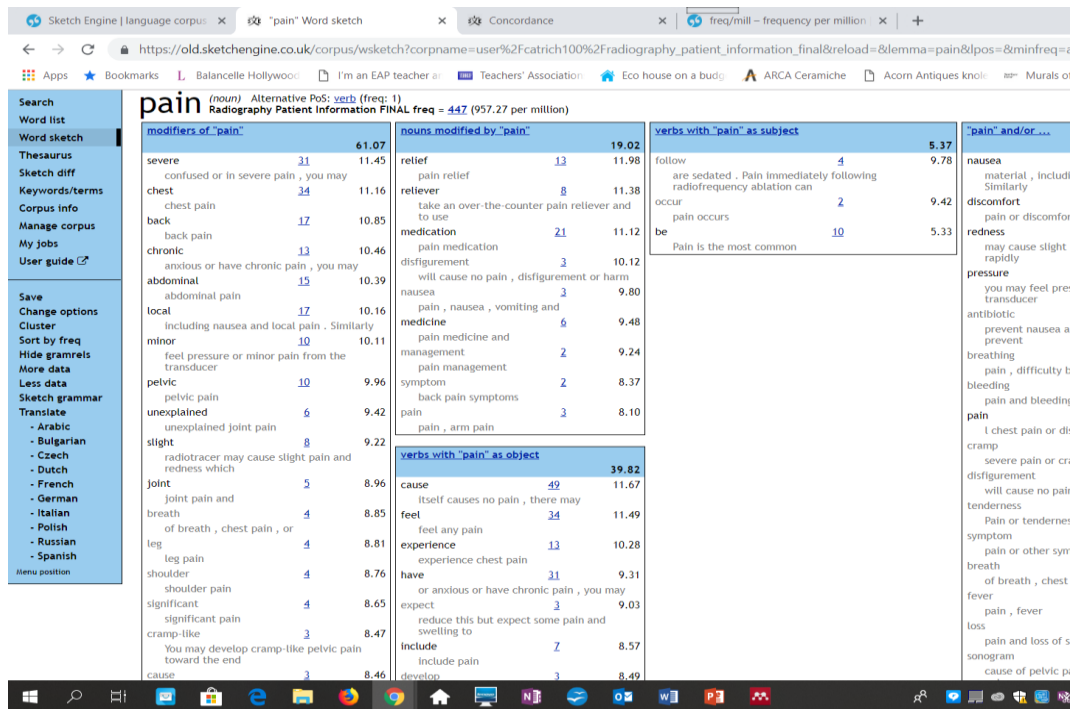 Sketch Engine | language corpus
"pain" Word sketch
Concordance
freq/mill – frequency per million
https://old.sketchengine.co.uk/corpus/wsketch?corpname=user%2Fcatrich100%2Fradiography_patient_information_final&reload=&lemma=pain&lpos=&minfreq=a
Apps Bookmarks Balancelle Hollywood I'm an EAP teacher Teachers' Association Eco house on a budg ARCA Ceramiche Acorn Antiques knole Murals of
Search
Word list
Word sketch
Thesaurus
Sketch diff
Keywords/terms
Corpus info
Manage corpus
My jobs
User guide
Save
Change options
Cluster
Sort by freq
Hide gramrels
More data
Less data
Sketch grammar
Translate
- Arabic
- Bulgarian
- Czech
- Dutch
- French
- German
- Italian
- Polish
- Russian
- Spanish
Menu position
pain (noun) Alternative PoS: verb (freq: 1)
Radiography Patient Information FINAL freq = 447 (957.27 per million)
modifiers of "pain"
61.07
severe 31 11.45
confused or in severe pain , you may
chest 34 11.16
chest pain
back 17 10.85
back pain
chronic 13 10.46
anxious or have chronic pain , you may
abdominal 15 10.39
abdominal pain
local 17 10.16
including nausea and local pain . Similarly
minor 10 10.11
feel pressure or minor pain from the
transducer
pelvic 10 9.96
pelvic pain
unexplained 6 9.42
unexplained joint pain
slight 8 9.22
radiotracer may cause slight pain and
redness which
joint 5 8.96
joint pain and
breath 4 8.85
of breath , chest pain , or
leg 4 8.81
leg pain
shoulder 4 8.76
shoulder pain
significant 4 8.65
significant pain
cramp-like 3 8.47
You may develop cramp-like pelvic pain
toward the end
cause 3 8.46
nouns modified by "pain"
19.02
relief 13 11.98
pain relief
reliever 8 11.38
take an over-the-counter pain reliever and
to use
medication 21 11.12
pain medication
disfigurement 3 10.12
will cause no pain , disfigurement or harm
nausea 3 9.80
pain , nausea , vomiting and
medicine 6 9.48
pain medicine and
management 2 9.24
pain management
symptom 2 8.37
back pain symptoms
pain 3 8.10
pain , arm pain
verbs with "pain" as object
39.82
cause 49 11.67
itself causes no pain , there may
feel 34 11.49
feel any pain
experience 13 10.28
experience chest pain
have 31 9.31
or anxious or have chronic pain , you may
expect 3 9.03
reduce this but expect some pain and
swelling to
include 7 8.57
include pain
develop 3 8.49
verbs with "pain" as subject
5.37
follow 4 9.78
are sedated . Pain immediately following
radiofrequency ablation can
occur 2 9.42
pain occurs
be 10 5.33
Pain is the most common
"pain" and/or ...
nausea
material , includi
Similarly
discomfort
pain or discomfor
redness
may cause slight
rapidly
pressure
you may feel pres
transducer
antibiotic
prevent nausea a
prevent
breathing
pain , difficulty b
bleeding
pain and bleeding
pain
l chest pain or dis
cramp
severe pain or cra
disfigurement
will cause no pain
tenderness
Pain or tendernes
symptom
pain or other sym
breath
of breath , chest
fever
pain , fever
loss
pain and loss of s
sonogram
cause of pelvic pa